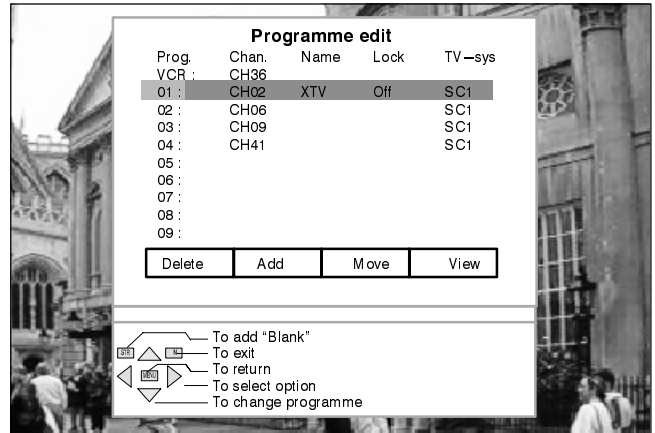 Programme edit
Prog. Chan. Name Lock TV–sys
VCR : CH36
01 : CH02 XTV Off SC1
02 : CH06 SC1
03 : CH09 SC1
04 : CH41 SC1
05 :
06 :
07 :
08 :
09 :
Delete Add Move View
To add “Blank”
STR N To exit
MENU To return
To select option
To change programme